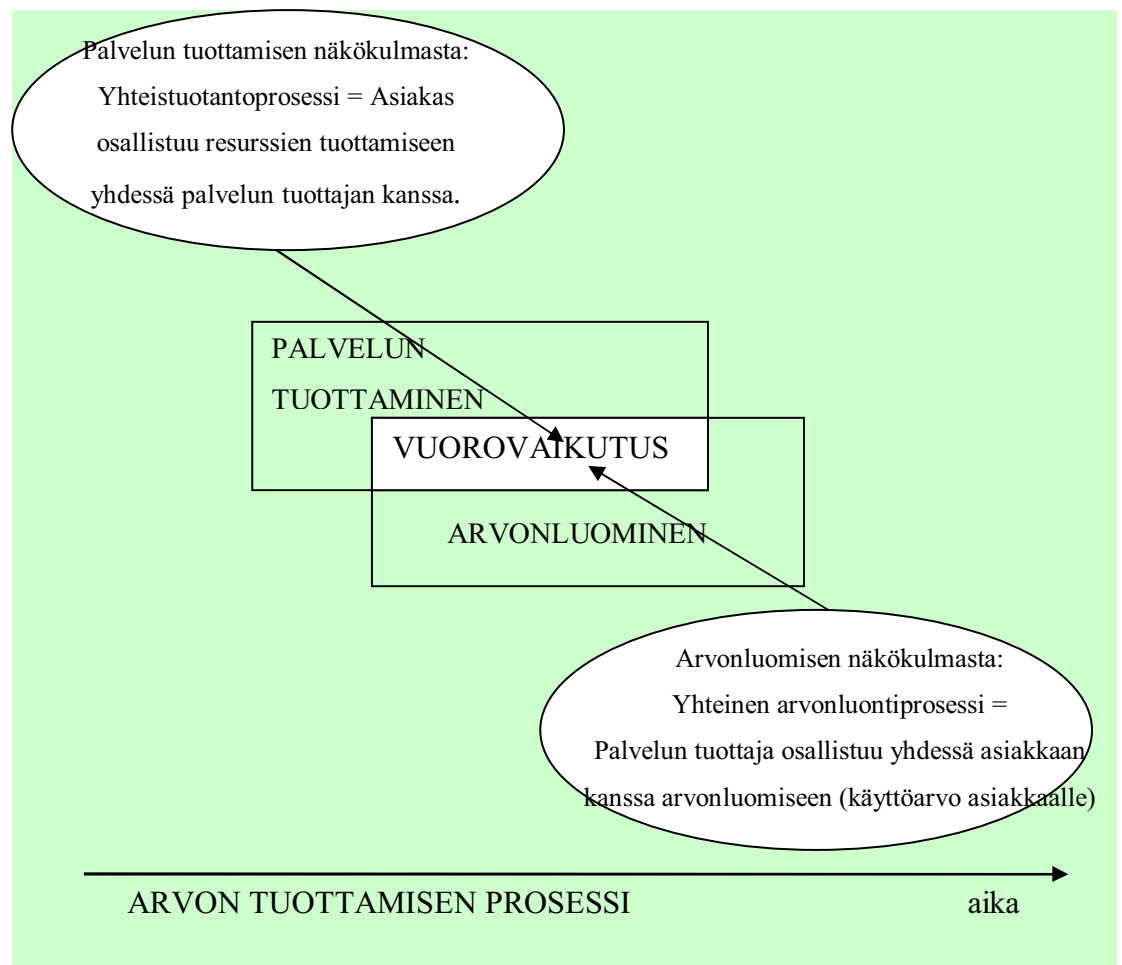 Palvelun tuottamisen näkökulmasta:
Yhteistuotantoprosessi = Asiakas
osallistuu resurssien tuottamiseen
yhdessä palvelun tuottajan kanssa.
PALVELUN
TUOTTAMINEN
VUOROVAIKUTUS
ARVONLUOMINEN
Arvonluomisen näkökulmasta:
Yhteinen arvonluontiprosessi =
Palvelun tuottaja osallistuu yhdessä asiakkaan
kanssa arvonluomiseen (käyttöarvo asiakkaalle)
ARVON TUOTTAMISEN PROSESSI aika